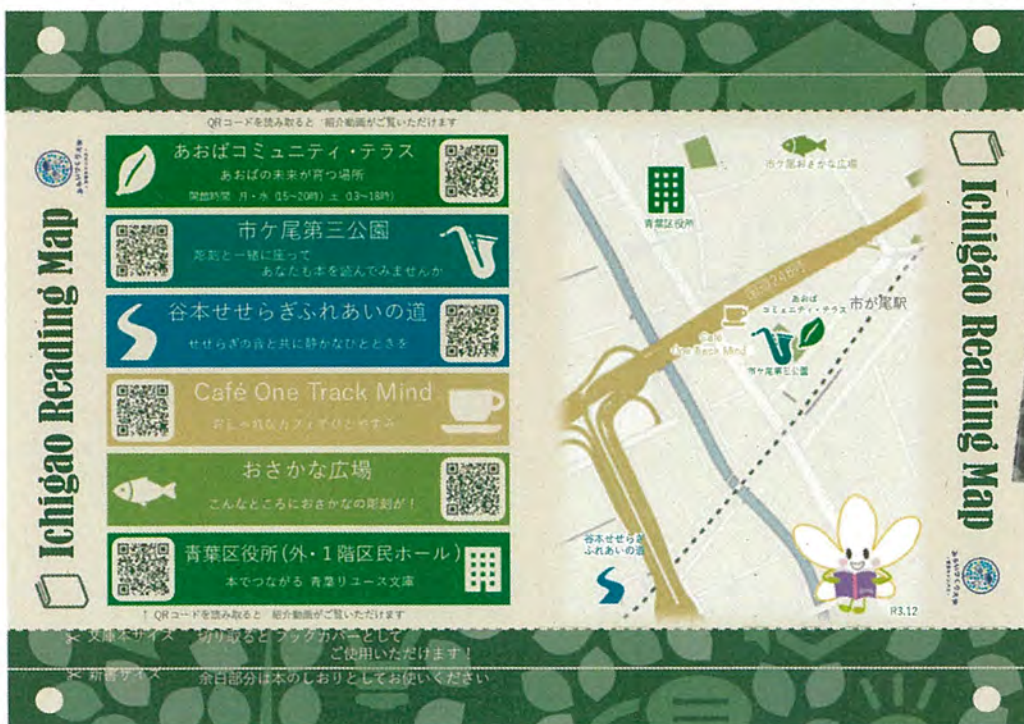 QRコードを読み取ると 紹介動画がご覧いただけます
あおばコミュニティ・テラス
あおばの未来が育つ場所
開館時間 月・水 (15~20時) 土 (13~18時)
市ケ尾第三公園
彫刻と一緒に座って
あなたも本を読んでみませんか
谷本せせらぎふれあいの道
せせらぎの音と共に静かなひとときを
Café One Track Mind
おしゃれなカフェでひと休み
おさかな広場
こんなところにおさかなの彫刻が!
青葉区役所(外・1階区民ホール)
本でつながる 青葉リユース文庫
↑ QRコードを読み取ると 紹介動画がご覧いただけます
Ichigao Reading Map
✂ 文庫本サイズ 切り取るとブックカバーとして
ご使用いただけます!
✂ 新書サイズ 余白部分は本のしおりとしてお使いください
市ケ尾おさかな広場
青葉区役所
国道246号
あおば
コミュニティ・テラス
市が尾駅
Café
One Track Mind
市ケ尾第三公園
谷本せせらぎ
ふれあいの道
R3.12
Ichigao Reading Map